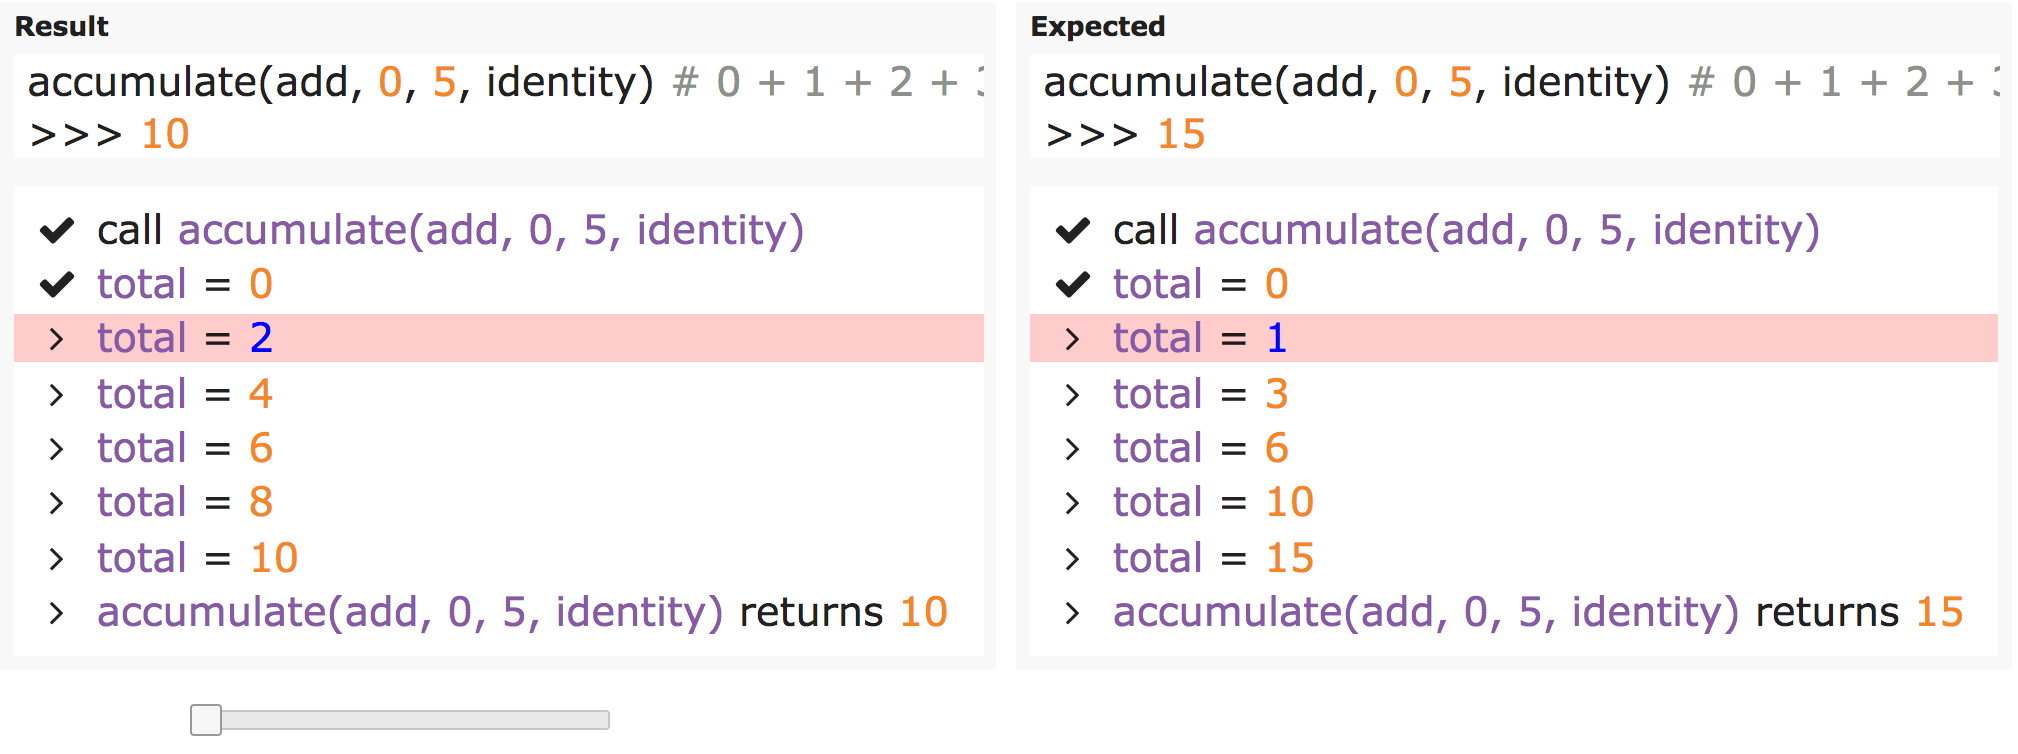 Result
accumulate(add, 0, 5, identity) # 0 + 1 + 2 +
>>> 10
call accumulate(add, 0, 5, identity)
total = 0
total = 2
total = 4
total = 6
total = 8
total = 10
accumulate(add, 0, 5, identity) returns 10
Expected
accumulate(add, 0, 5, identity) # 0 + 1 + 2 +
>>> 15
call accumulate(add, 0, 5, identity)
total = 0
total = 1
total = 3
total = 6
total = 10
total = 15
accumulate(add, 0, 5, identity) returns 15